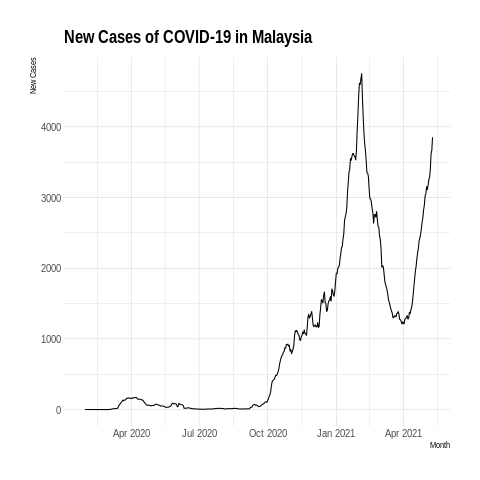 New Cases of COVID-19 in Malaysia
New Cases
4000
3000
2000
1000
0
Apr 2020 Jul 2020 Oct 2020 Jan 2021 Apr 2021
Month